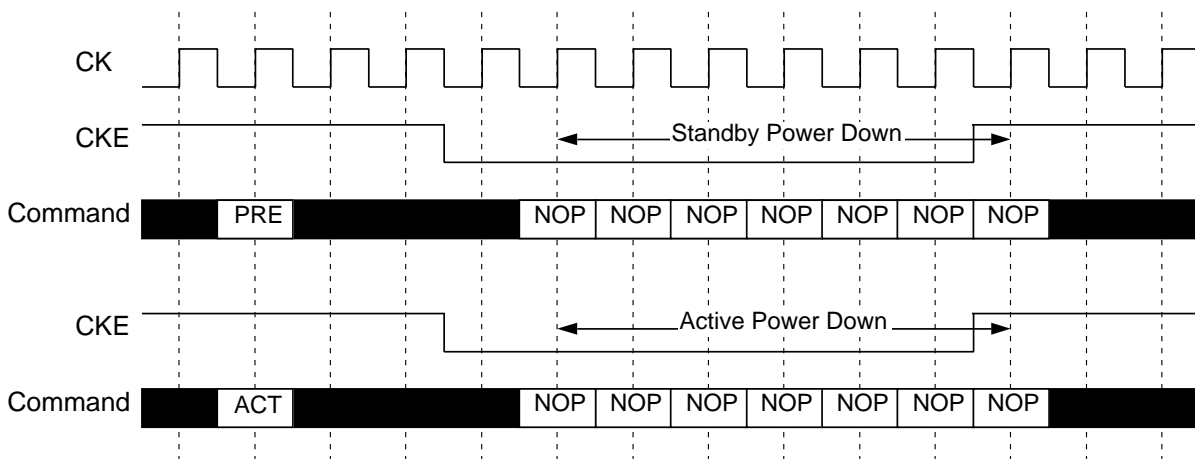 CK
CKE
Standby Power Down
Command
PRE
NOP NOP NOP NOP NOP NOP NOP
CKE
Active Power Down
Command
ACT
NOP NOP NOP NOP NOP NOP NOP